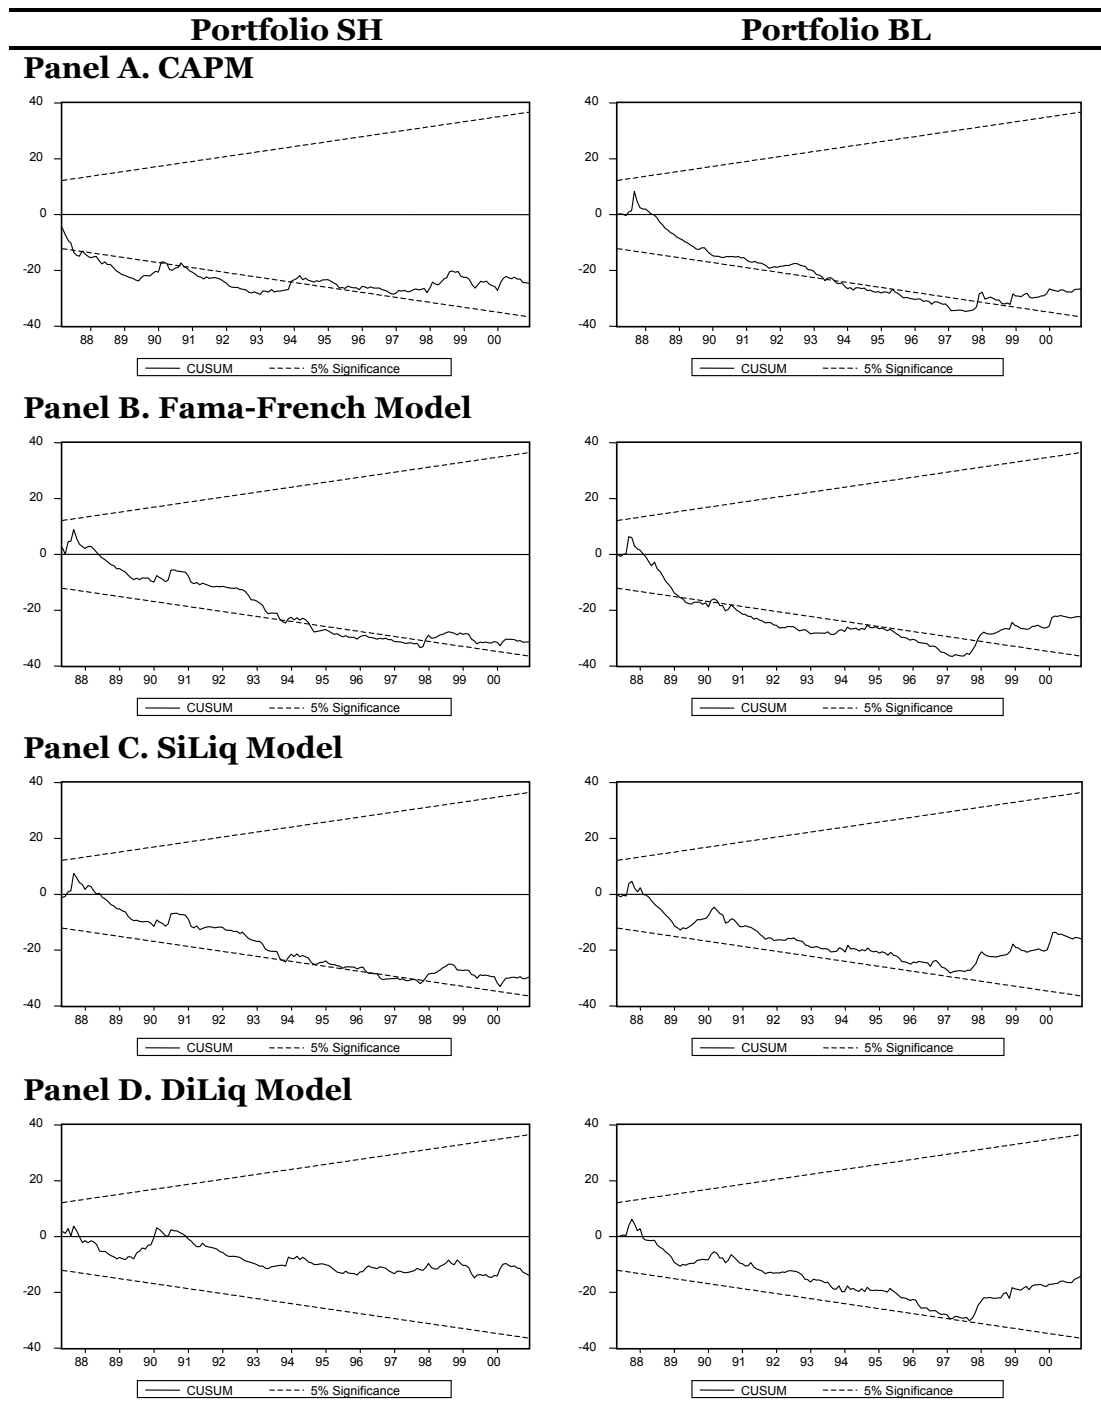 Portfolio SH Portfolio BL
Panel A. CAPM
40 40
20 20
0 0
-20 -20
-40 -40
88 89 90 91 92 93 94 95 96 97 98 99 00 88 89 90 91 92 93 94 95 96 97 98 99 00
CUSUM 5% Significance CUSUM 5% Significance
Panel B. Fama-French Model
40 40
20 20
0 0
-20 -20
-40 -40
88 89 90 91 92 93 94 95 96 97 98 99 00 88 89 90 91 92 93 94 95 96 97 98 99 00
CUSUM 5% Significance CUSUM 5% Significance
Panel C. SiLiq Model
40 40
20 20
0 0
-20 -20
-40 -40
88 89 90 91 92 93 94 95 96 97 98 99 00 88 89 90 91 92 93 94 95 96 97 98 99 00
CUSUM 5% Significance CUSUM 5% Significance
Panel D. DiLiq Model
40 40
20 20
0 0
-20 -20
-40 -40
88 89 90 91 92 93 94 95 96 97 98 99 00 88 89 90 91 92 93 94 95 96 97 98 99 00
CUSUM 5% Significance CUSUM 5% Significance